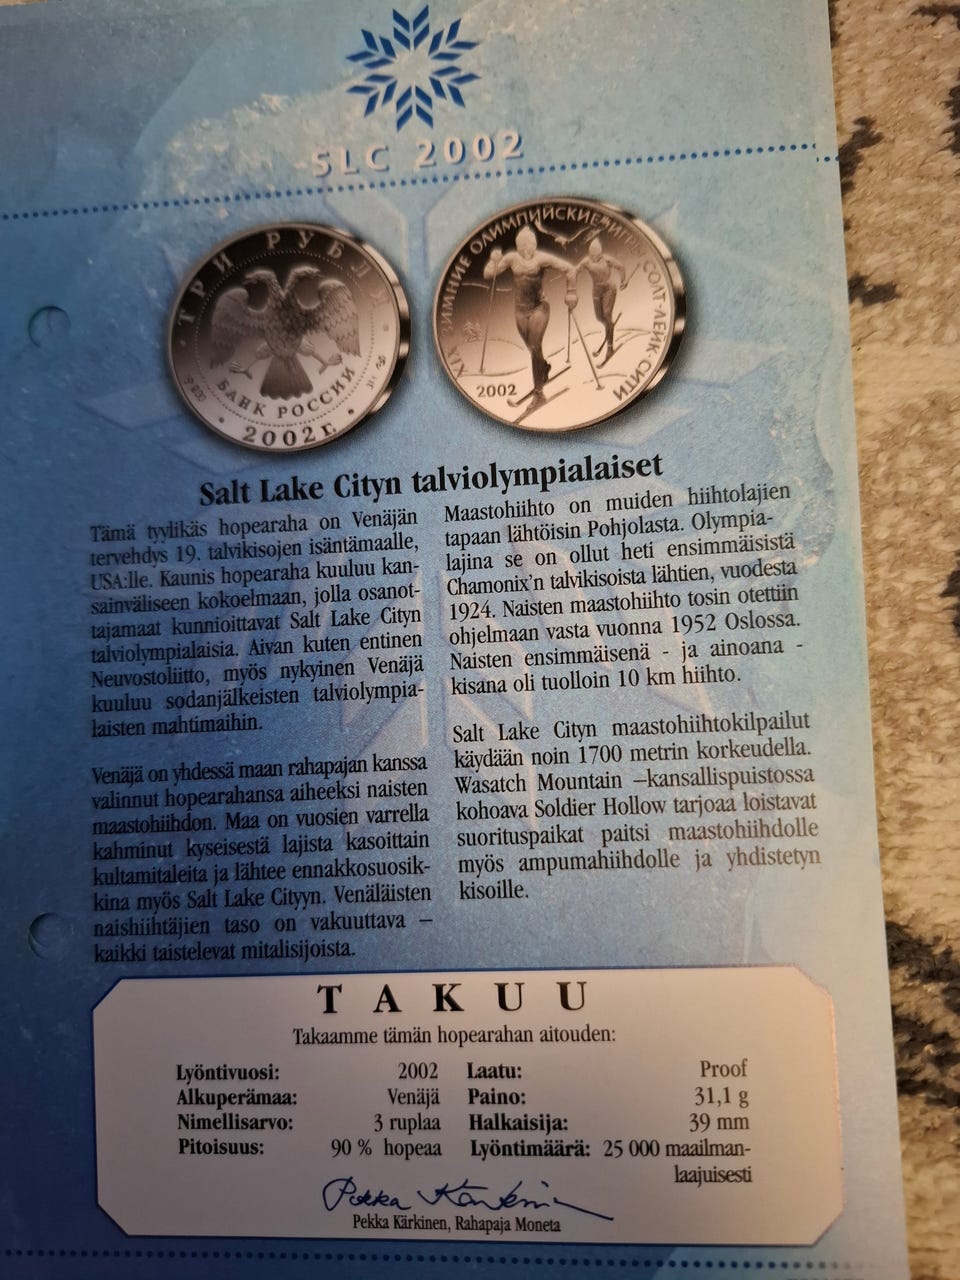 SLC 2002
ТРИ РУБЛЯ
БАНК РОССИИ
2002 г.
XIX ЗИМНИЕ ОЛИМПИЙСКИЕ ИГРЫ СОЛТ-ЛЕЙК-СИТИ
2002
Salt Lake Cityn talviolympialaiset
Tämä tyylikäs hopearaha on Venäjän
tervehdys 19. talvikisojen isäntämaalle,
USA:lle. Kaunis hopearaha kuuluu kan-
sainväliseen kokoelmaan, jolla osanot-
tajamaat kunnioittavat Salt Lake Cityn
talviolympialaisia. Aivan kuten entinen
Neuvostoliitto, myös nykyinen Venäjä
kuuluu sodanjälkeisten talviolympia-
laisten mahtimaihin.
Venäjä on yhdessä maan rahapajan kanssa
valinnut hopearahansa aiheeksi naisten
maastohiihdon. Maa on vuosien varrella
kahminut kyseisestä lajista kasoittain
kultamitaleita ja lähtee ennakkosuosik-
kina myös Salt Lake Cityyn. Venäläisten
naishiihtäjien taso on vakuuttava –
kaikki taistelevat mitalisijoista.
Maastohiihto on muiden hiihtolajien
tapaan lähtöisin Pohjolasta. Olympia-
lajina se on ollut heti ensimmäisistä
Chamonix'n talvikisoista lähtien, vuodesta
1924. Naisten maastohiihto tosin otettiin
ohjelmaan vasta vuonna 1952 Oslossa.
Naisten ensimmäisenä - ja ainoana -
kisana oli tuolloin 10 km hiihto.
Salt Lake Cityn maastohiihtokilpailut
käydään noin 1700 metrin korkeudella.
Wasatch Mountain –kansallispuistossa
kohoava Soldier Hollow tarjoaa loistavat
suorituspaikat paitsi maastohiihdolle
myös ampumahiihdolle ja yhdistetyn
kisoille.
TAKUU
Takaamme tämän hopearahan aitouden:
Lyöntivuosi: 2002 Laatu: Proof
Alkuperämaa: Venäjä Paino: 31,1 g
Nimellisarvo: 3 ruplaa Halkaisija: 39 mm
Pitoisuus: 90 % hopeaa Lyöntimäärä: 25 000 maailman-
laajuisesti
Pekka Kärkinen
Pekka Kärkinen, Rahapaja Moneta